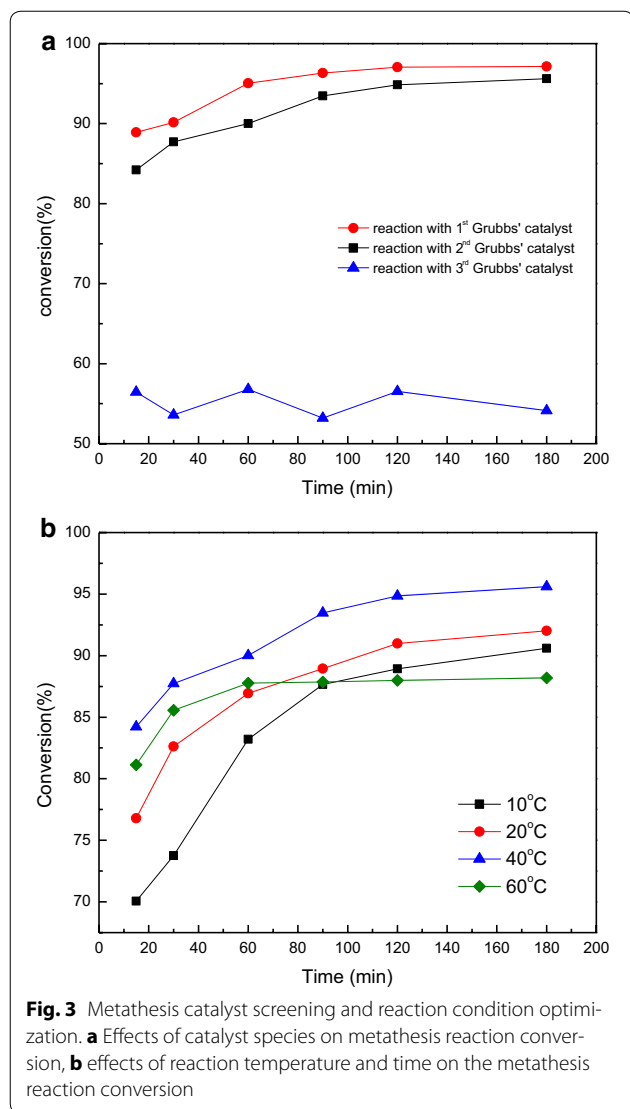 a
100
90
80
70
60
50
conversion(%)
reaction with 1st Grubbs' catalyst
reaction with 2nd Grubbs' catalyst
reaction with 3rd Grubbs' catalyst
0 20 40 60 80 100 120 140 160 180 200
Time (min)
b
100
95
90
85
80
75
70
Conversion(%)
10°C
20°C
40°C
60°C
0 20 40 60 80 100 120 140 160 180 200
Time (min)
Fig. 3 Metathesis catalyst screening and reaction condition optimi-
zation. a Effects of catalyst species on metathesis reaction conver-
sion, b effects of reaction temperature and time on the metathesis
reaction conversion